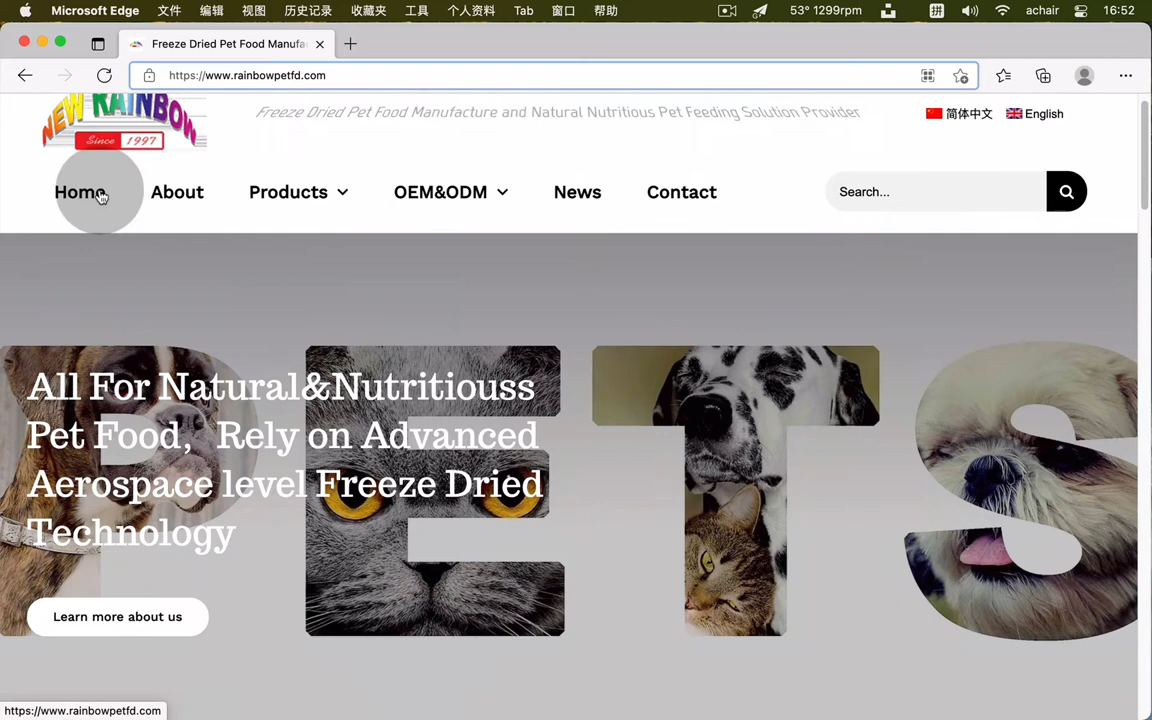 Microsoft Edge 文件 编辑 视图 历史记录 收藏夹 工具 个人资料 Tab 窗口 帮助 53° 1299rpm 拼 achair 16:52
Freeze Dried Pet Food Manufa
https://www.rainbowpetfd.com
NEW RAINBOW
Since 1997
Freeze Dried Pet Food Manufacture and Natural Nutritious Pet Feeding Solution Provider
简体中文 English
Home About Products OEM&ODM News Contact Search...
PETS
All For Natural&Nutritiouss
Pet Food, Rely on Advanced
Aerospace level Freeze Dried
Technology
Learn more about us
https://www.rainbowpetfd.com